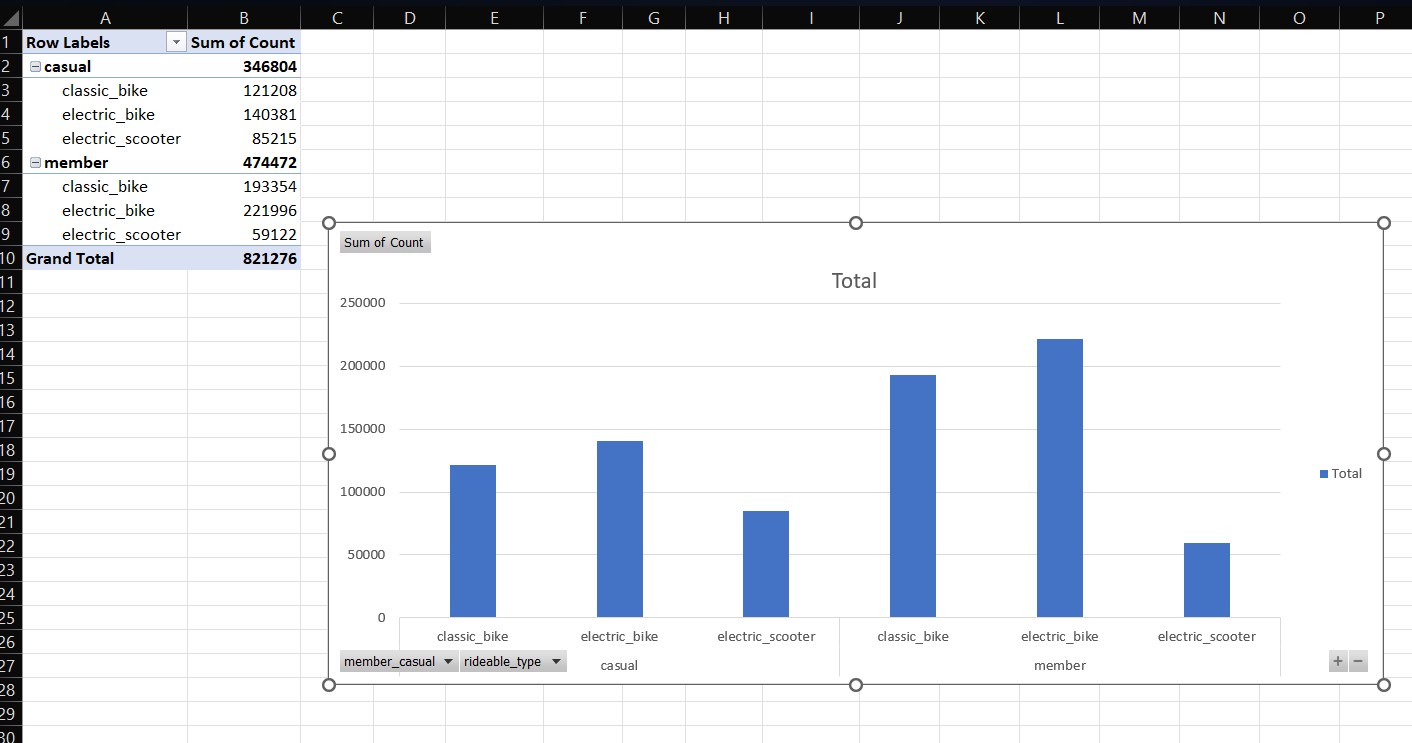 A B C D E F G H I J K L M N O P
1 Row Labels Sum of Count
2 casual 346804
3 classic_bike 121208
4 electric_bike 140381
5 electric_scooter 85215
6 member 474472
7 classic_bike 193354
8 electric_bike 221996
9 electric_scooter 59122
10 Grand Total 821276
11
12
13
14
15
16
17
18
19
20
21
22
23
24
25
26
27
28
29
30
Sum of Count
Total
250000
200000
150000
100000
50000
0
Total
classic_bike electric_bike electric_scooter classic_bike electric_bike electric_scooter
member_casual rideable_type casual member + -